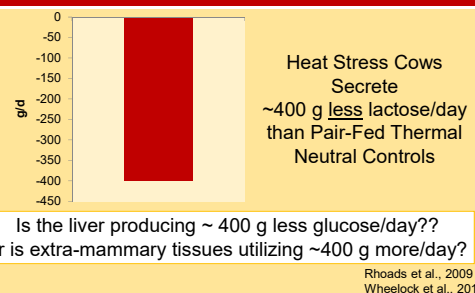 0
-50
-100
-150
-200
-250
-300
-350
-400
-450
g/d
Heat Stress Cows
Secrete
~400 g less lactose/day
than Pair-Fed Thermal
Neutral Controls
Is the liver producing ~ 400 g less glucose/day??
r is extra-mammary tissues utilizing ~400 g more/day?
Rhoads et al., 2009
Wheelock et al., 201